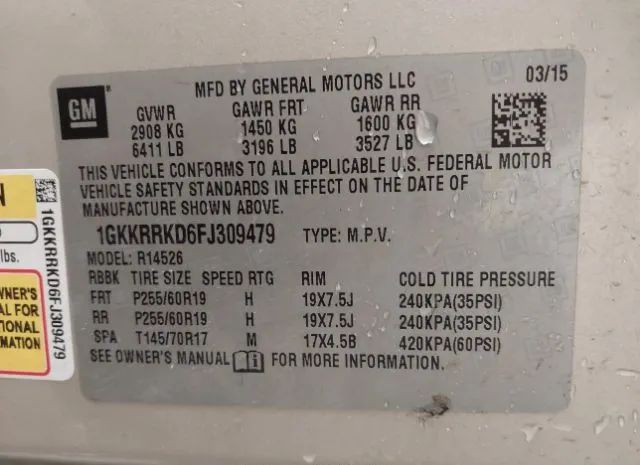 MFD BY GENERAL MOTORS LLC 03/15
GM
GVWR GAWR FRT GAWR RR
2908 KG 1450 KG 1600 KG
6411 LB 3196 LB 3527 LB
THIS VEHICLE CONFORMS TO ALL APPLICABLE U.S. FEDERAL MOTOR
VEHICLE SAFETY STANDARDS IN EFFECT ON THE DATE OF
MANUFACTURE SHOWN ABOVE.
1GKKRRKD6FJ309479 TYPE: M.P.V.
MODEL: R14526
RBBK TIRE SIZE SPEED RTG RIM COLD TIRE PRESSURE
FRT P255/60R19 H 19X7.5J 240KPA(35PSI)
RR P255/60R19 H 19X7.5J 240KPA(35PSI)
SPA T145/70R17 M 17X4.5B 420KPA(60PSI)
SEE OWNER'S MANUAL FOR MORE INFORMATION.
N
lbs.
WNER'S
AL FOR
TIONAL
RMATION
1GKKRRKD6FJ309479